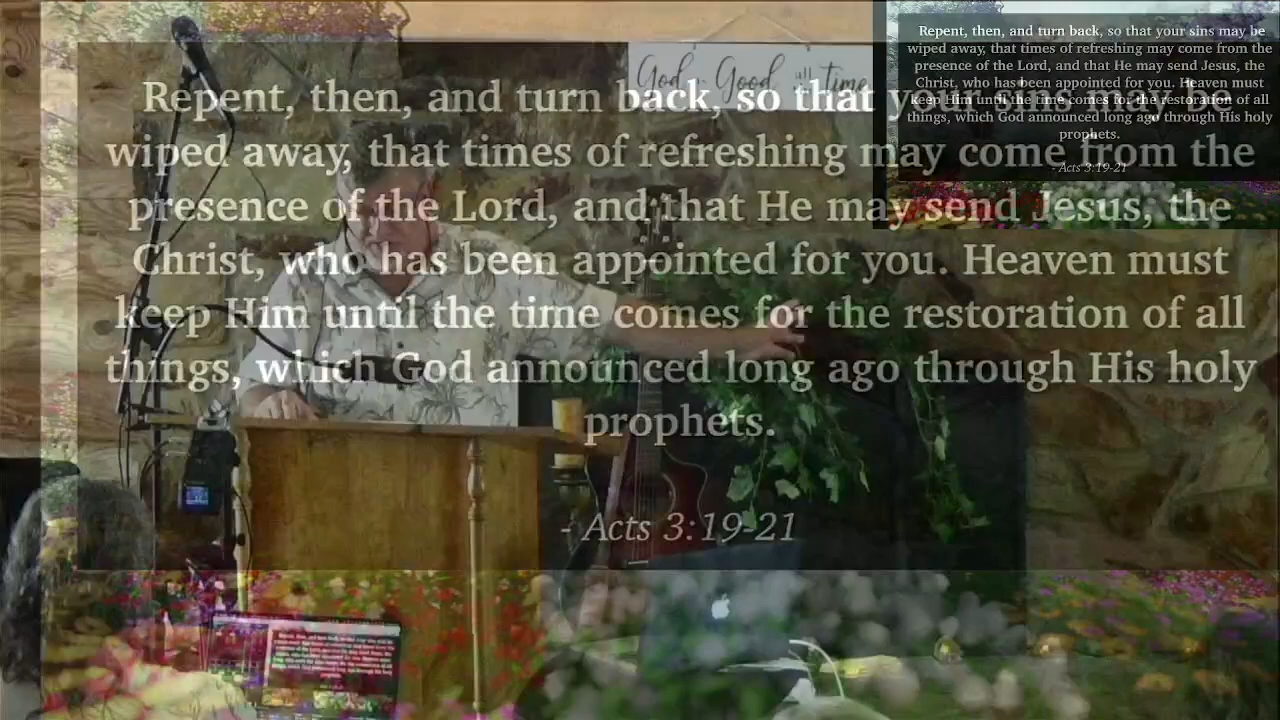 God is Good all the time
Repent, then, and turn back, so that your sins may be
wiped away, that times of refreshing may come from the
presence of the Lord, and that He may send Jesus, the
Christ, who has been appointed for you. Heaven must
keep Him until the time comes for the restoration of all
things, which God announced long ago through His holy
prophets.
- Acts 3:19-21
Repent, then, and turn back, so that your sins may be
wiped away, that times of refreshing may come from the
presence of the Lord, and that He may send Jesus, the
Christ, who has been appointed for you. Heaven must
keep Him until the time comes for the restoration of all
things, which God announced long ago through His holy
prophets.
- Acts 3:19-21